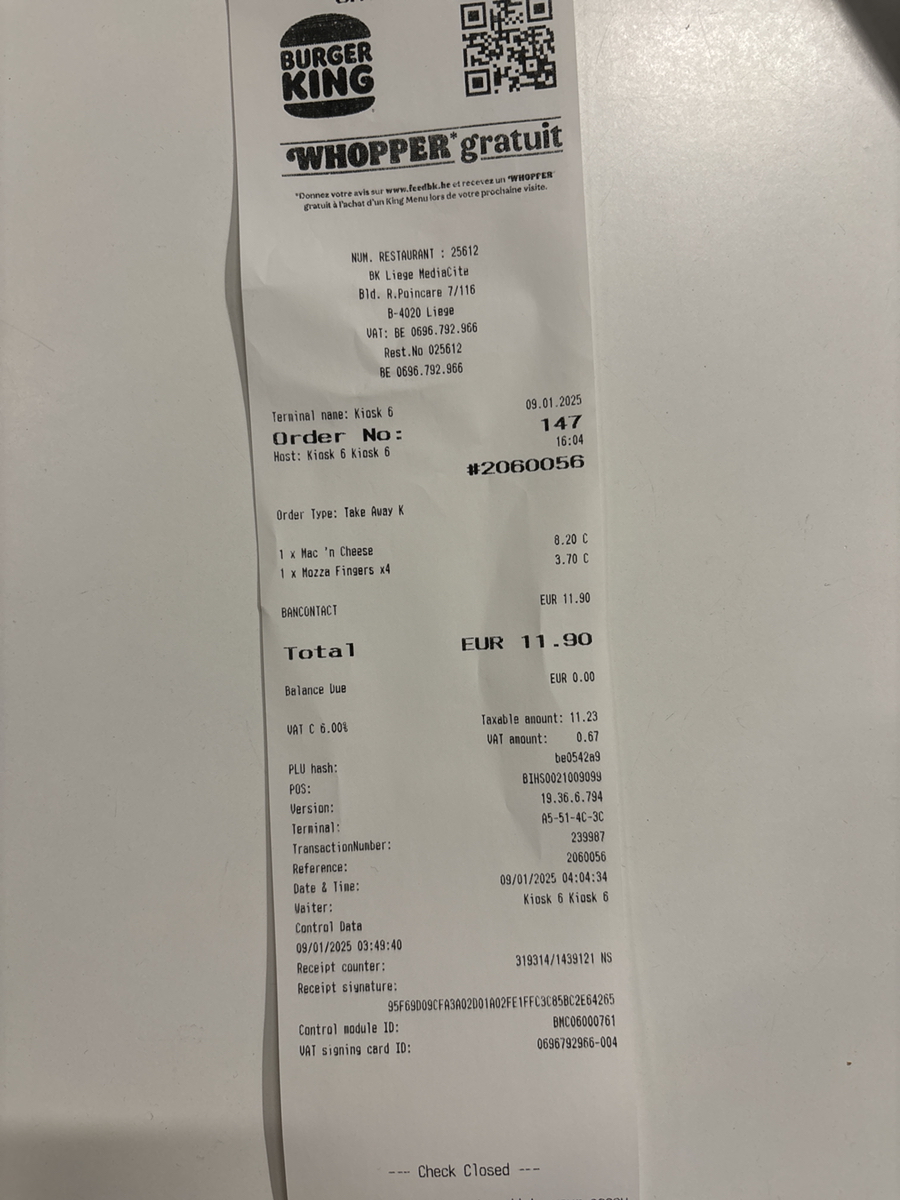 BURGER
KING
WHOPPER* gratuit
*Donnez votre avis sur www.feedbk.be et recevez un WHOPPER
gratuit à l'achat d'un King Menu lors de votre prochaine visite.
NUM. RESTAURANT : 25612
BK Liege MediaCite
Bld. R.Poincare 7/116
B-4020 Liege
VAT: BE 0696.792.966
Rest.No 025612
BE 0696.792.966
Terminal name: Kiosk 6 09.01.2025
Order No: 147
Host: Kiosk 6 Kiosk 6 16:04
#2060056
Order Type: Take Away K
1 x Mac 'n Cheese 8.20 C
1 x Mozza Fingers x4 3.70 C
BANCONTACT EUR 11.90
Total EUR 11.90
Balance Due EUR 0.00
VAT C 6.00% Taxable amount: 11.23
VAT amount: 0.67
PLU hash: be0542a9
POS: BIHS0021009099
Version: 19.36.6.794
Terminal: A5-51-4C-3C
TransactionNumber: 239987
Reference: 2060056
Date & Time: 09/01/2025 04:04:34
Waiter: Kiosk 6 Kiosk 6
Control Data
09/01/2025 03:49:40
Receipt counter: 319314/1439121 NS
Receipt signature:
95F69D09CFA3A02D01A02FE1FFC3C85BC2E64265
Control module ID: BMC06000761
VAT signing card ID: 0696792966-004
--- Check Closed ---